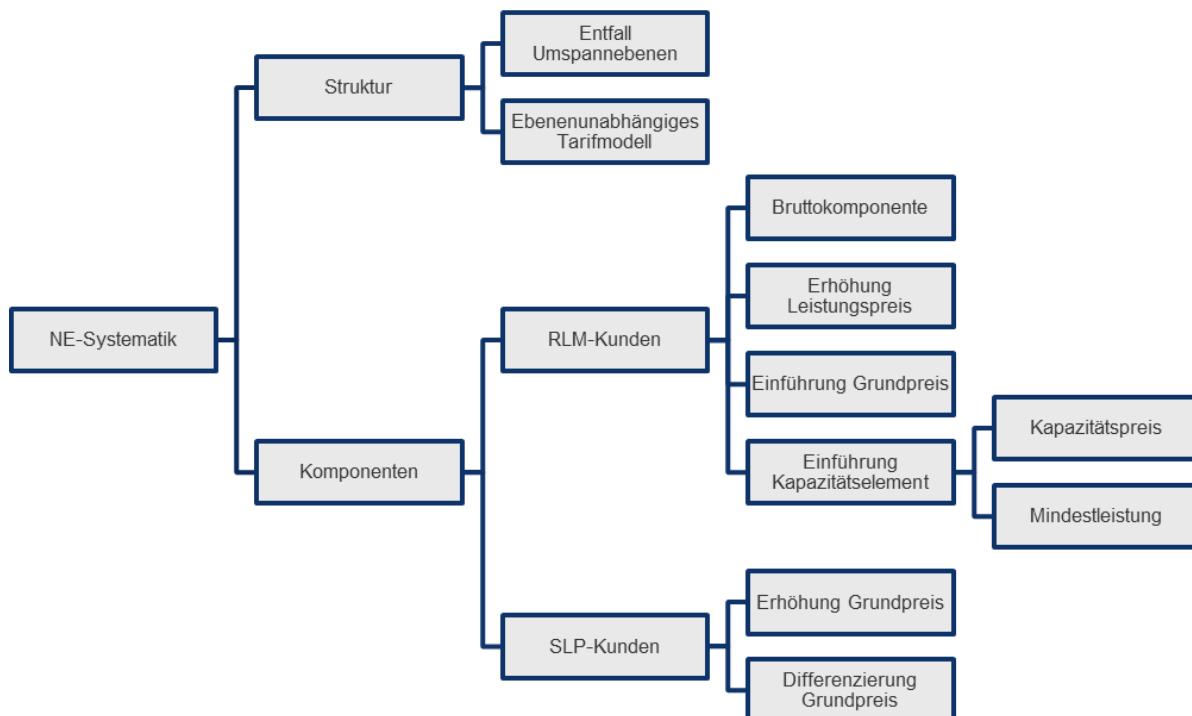 Entfall
Umspannebenen
Struktur
Ebenenunabhängiges
Tarifmodell
Bruttokomponente
Erhöhung
Leistungspreis
NE-Systematik
RLM-Kunden
Einführung Grundpreis
Kapazitätspreis
Komponenten
Einführung
Kapazitätselement
Mindestleistung
Erhöhung Grundpreis
SLP-Kunden
Differenzierung
Grundpreis